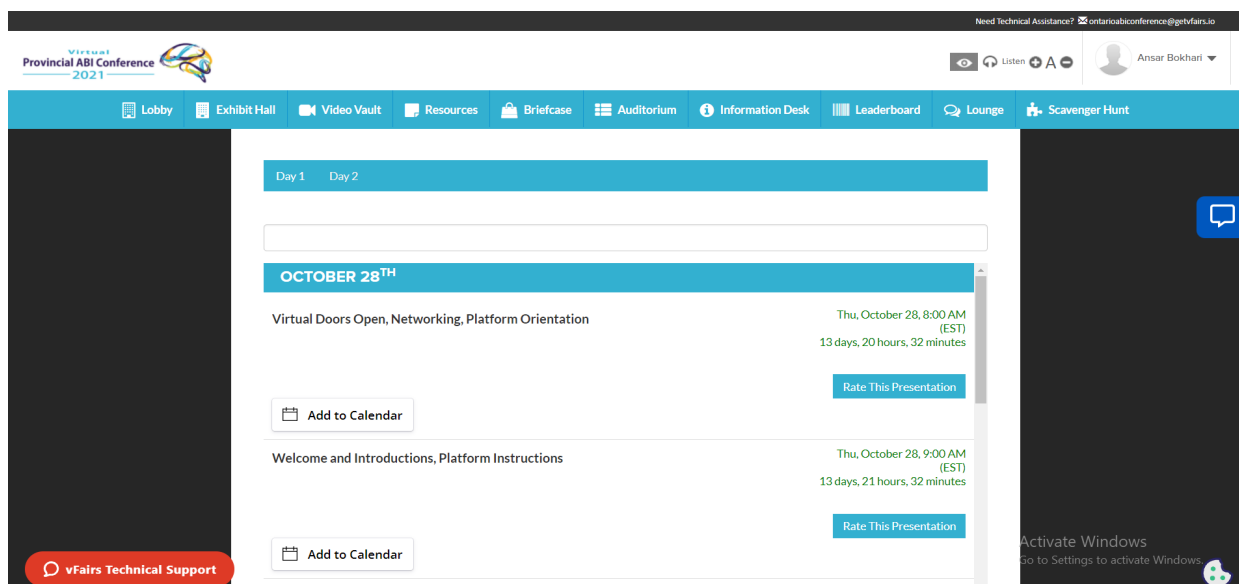 Need Technical Assistance? ontarioabiconference@getvfairs.io
Virtual
Provincial ABI Conference
2021
Listen A
Ansar Bokhari
Lobby Exhibit Hall Video Vault Resources Briefcase Auditorium Information Desk Leaderboard Lounge Scavenger Hunt
Day 1 Day 2
OCTOBER 28TH
Virtual Doors Open, Networking, Platform Orientation
Thu, October 28, 8:00 AM
(EST)
13 days, 20 hours, 32 minutes
Rate This Presentation
Add to Calendar
Welcome and Introductions, Platform Instructions
Thu, October 28, 9:00 AM
(EST)
13 days, 21 hours, 32 minutes
Rate This Presentation
Add to Calendar
Activate Windows
Go to Settings to activate Windows.
vFairs Technical Support